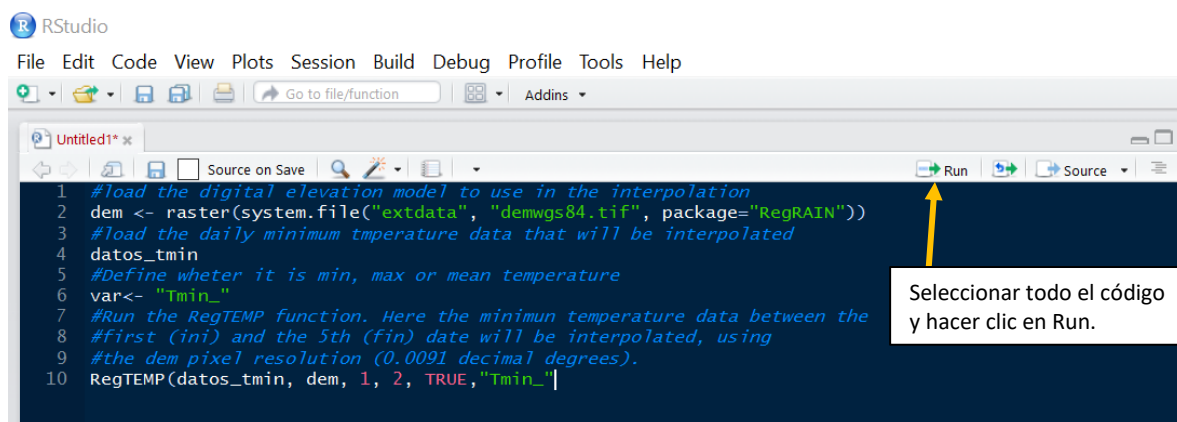 RStudio
File Edit Code View Plots Session Build Debug Profile Tools Help
Go to file/function Addins
Untitled1*
Source on Save Run Source
1 #load the digital elevation model to use in the interpolation
2 dem <- raster(system.file("extdata", "demwgs84.tif", package="RegRAIN"))
3 #load the daily minimum tmperature data that will be interpolated
4 datos_tmin
5 #Define wheter it is min, max or mean temperature
6 var<- "Tmin_"
7 #Run the RegTEMP function. Here the minimun temperature data between the
8 #first (ini) and the 5th (fin) date will be interpolated, using
9 #the dem pixel resolution (0.0091 decimal degrees).
10 RegTEMP(datos_tmin, dem, 1, 2, TRUE,"Tmin_"
Seleccionar todo el código
y hacer clic en Run.